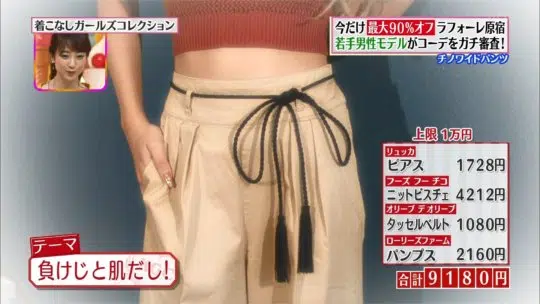 着こなしガールズコレクション
今だけ最大90%オフ ラフォーレ原宿
若手男性モデルがコーデをガチ審査!
チノワイドパンツ
上限 1万円
リュッカ
ピアス 1728円
フーズ フー チコ
ニットビスチェ 4212円
オリーブ デ オリーブ
タッセルベルト 1080円
ローリーズファーム
パンプス 2160円
合計 9180円
テーマ
負けじと肌だし!